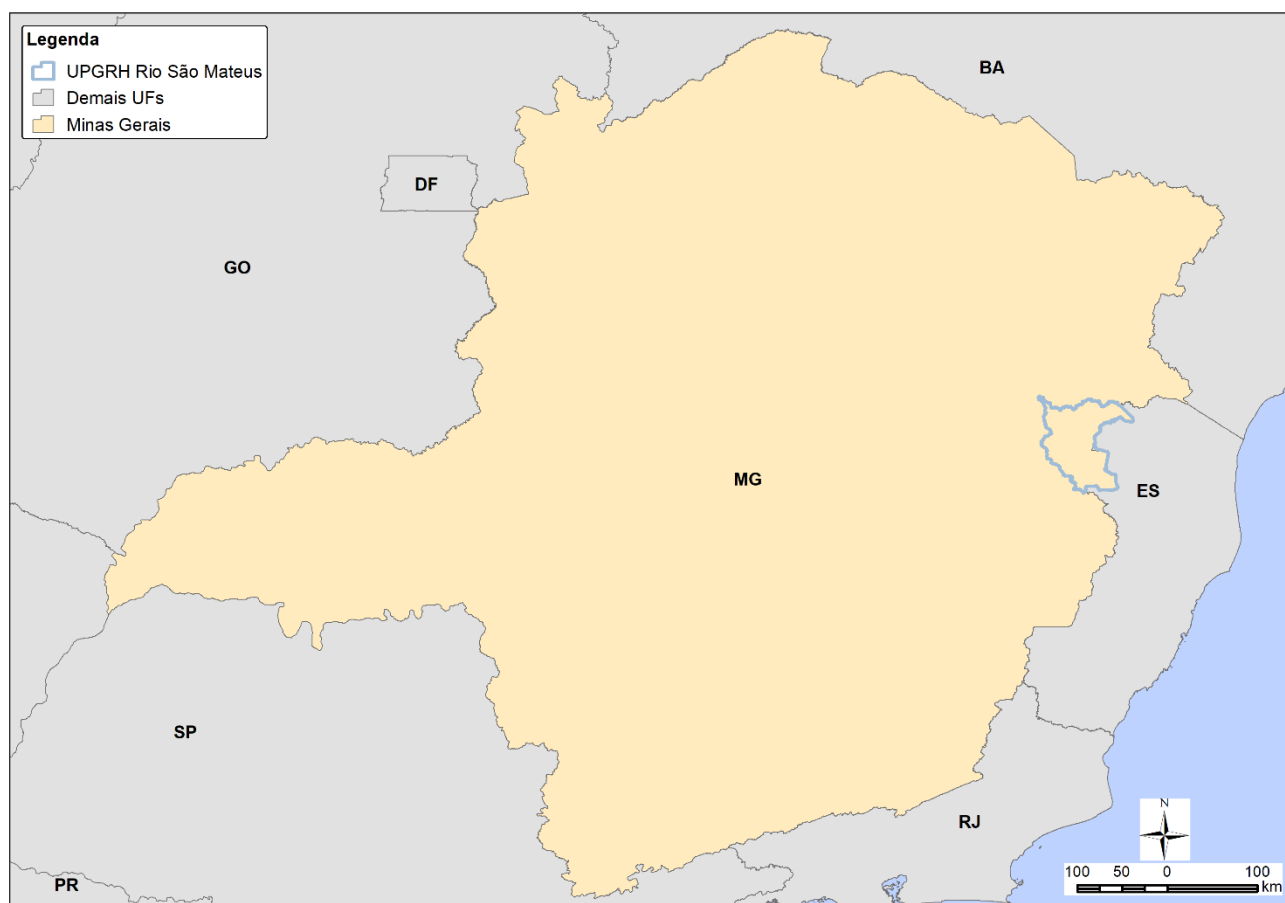 Legenda
UPGRH Rio São Mateus
Demais UFs
Minas Gerais
BA
DF
GO
MG
ES
SP
RJ
PR
N
100 50 0 100
km